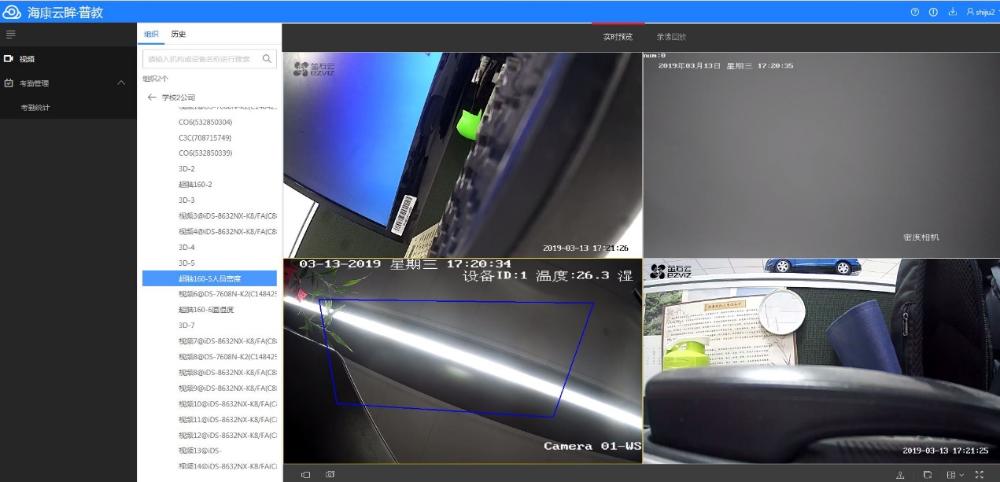 海康云眸·普教
shiju2
组织 历史
实时预览 录像回放
视频
考勤管理
考勤统计
请输入机构或设备名称进行搜索
组织2个
学校2公司
视频1@DS-7608N-K2(C148425
CO6(532850304)
C3C(708715749)
CO6(532850339)
3D-2
超脑160-2
3D-3
视频3@iDS-8632NX-K8/FA(C8
视频4@iDS-8632NX-K8/FA(C8
3D-4
3D-5
超脑160-5人员密度
视频6@DS-7608N-K2(C148425
超脑160-6温湿度
3D-7
视频7@iDS-8632NX-K8/FA(C8
视频8@DS-7608N-K2(C148425
视频8@iDS-8632NX-K8/FA(C8
视频9@iDS-8632NX-K8/FA(C8
视频10@iDS-8632NX-K8/FA(C
视频11@iDS-8632NX-K8/FA(C
视频12@iDS-8632NX-K8/FA(C
视频13@iDS-
视频14@iDS-8632NX-K8/FA(C
萤石云
ezviz
2019-03-13 17:21:26
num:0
2019年03月13日 星期三 17:20:35
密度相机
03-13-2019 星期三 17:20:34
设备ID:1 温度:26.3 湿
Camera 01-WS
萤石云
ezviz
2019-03-13 17:21:25